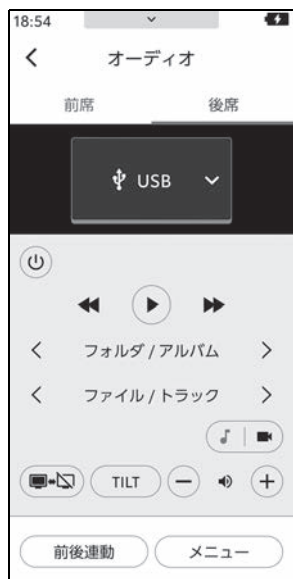 18:54
オーディオ
前席 後席
USB
フォルダ / アルバム
ファイル / トラック
TILT
前後連動 メニュー